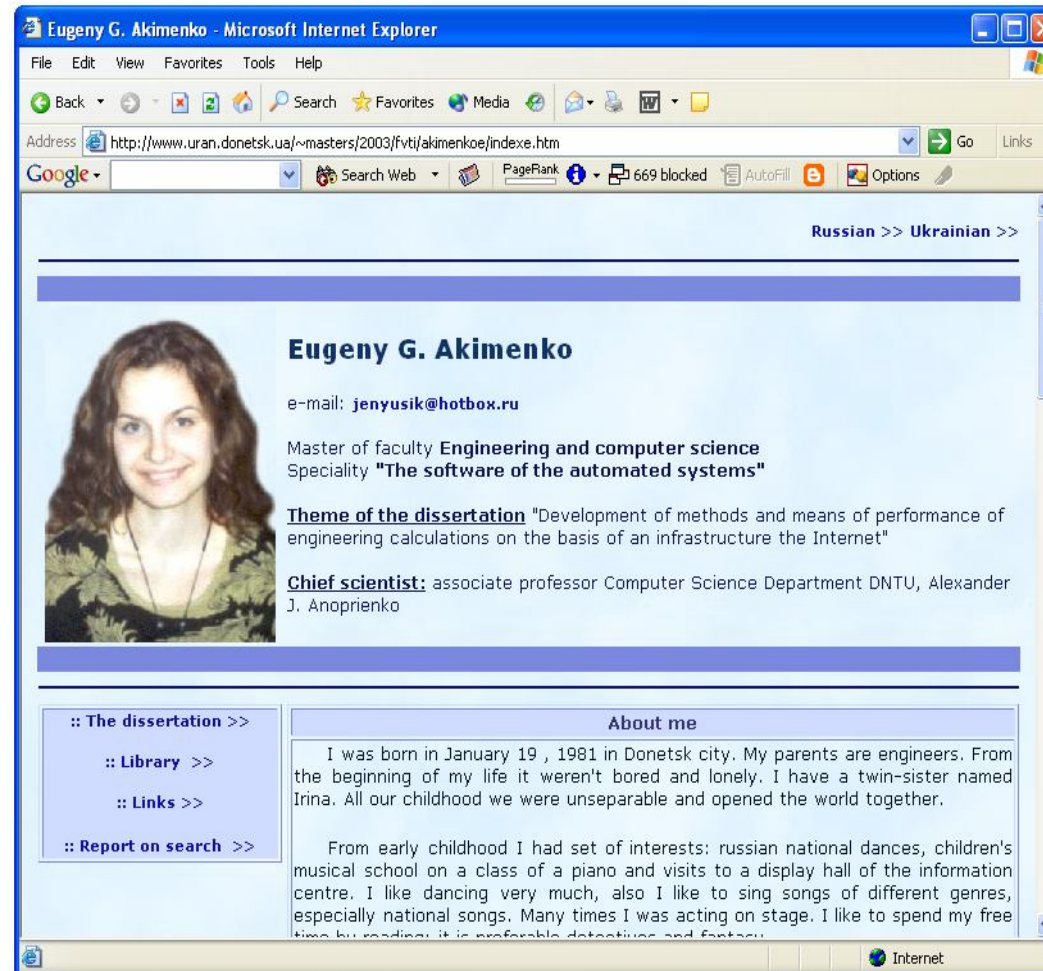 Eugeny G. Akimenko - Microsoft Internet Explorer
File Edit View Favorites Tools Help
Back Search Favorites Media
Address http://www.uran.donetsk.ua/~masters/2003/fvti/akimenkoe/indexe.htm Go Links
Google Search Web PageRank 669 blocked AutoFill Options
Russian >> Ukrainian >>
Eugeny G. Akimenko
e-mail: jenyusik@hotbox.ru
Master of faculty Engineering and computer science
Speciality "The software of the automated systems"
Theme of the dissertation "Development of methods and means of performance of
engineering calculations on the basis of an infrastructure the Internet"
Chief scientist: associate professor Computer Science Department DNTU, Alexander
J. Anoprienko
:: The dissertation >>
:: Library >>
:: Links >>
:: Report on search >>
About me
I was born in January 19 , 1981 in Donetsk city. My parents are engineers. From
the beginning of my life it weren't bored and lonely. I have a twin-sister named
Irina. All our childhood we were unseparable and opened the world together.
From early childhood I had set of interests: russian national dances, children's
musical school on a class of a piano and visits to a display hall of the information
centre. I like dancing very much, also I like to sing songs of different genres,
especially national songs. Many times I was acting on stage. I like to spend my free
time by reading; it is preferable detectives and fantasy
Internet